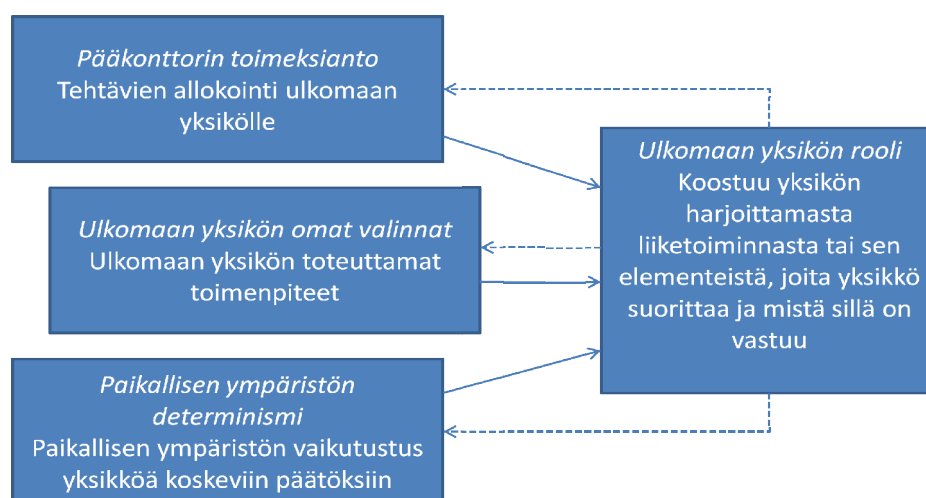 Pääkonttorin toimeksianto
Tehtävien allokointi ulkomaan
yksikölle
Ulkomaan yksikön omat valinnat
Ulkomaan yksikön toteuttamat
toimenpiteet
Paikallisen ympäristön
determinismi
Paikallisen ympäristön vaikutustus
yksikköä koskeviin päätöksiin
Ulkomaan yksikön rooli
Koostuu yksikön
harjoittamasta
liiketoiminnasta tai sen
elementeistä, joita yksikkö
suorittaa ja mistä sillä on
vastuu